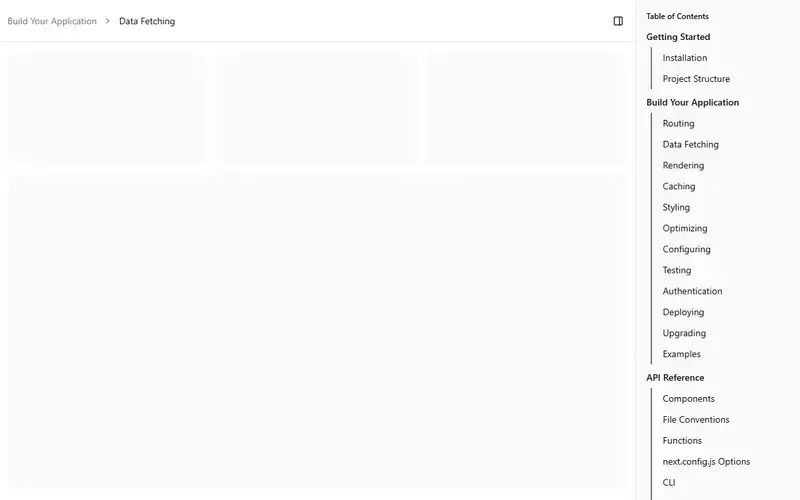 Build Your Application > Data Fetching
Table of Contents
Getting Started
Installation
Project Structure
Build Your Application
Routing
Data Fetching
Rendering
Caching
Styling
Optimizing
Configuring
Testing
Authentication
Deploying
Upgrading
Examples
API Reference
Components
File Conventions
Functions
next.config.js Options
CLI